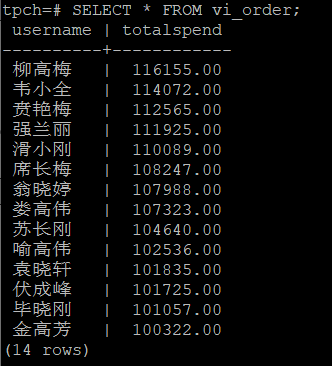 tpch=# SELECT * FROM vi_order;
username | totalspend
----------+------------
柳高梅 | 116155.00
韦小全 | 114072.00
贲艳梅 | 112565.00
强兰丽 | 111925.00
滑小刚 | 110089.00
席长梅 | 108247.00
翁晓婷 | 107988.00
娄高伟 | 107323.00
苏长刚 | 104640.00
喻高伟 | 102536.00
袁晓轩 | 101835.00
伏成峰 | 101725.00
毕晓刚 | 101057.00
金高芳 | 100322.00
(14 rows)